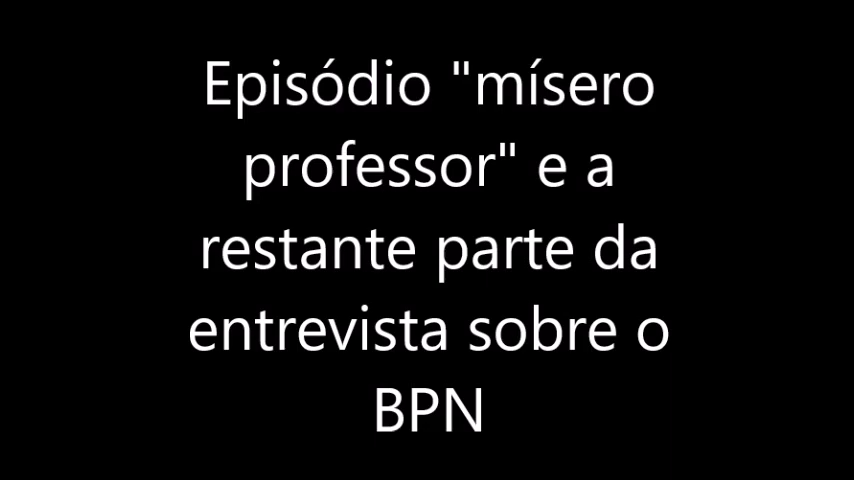 Episódio "mísero
professor" e a
restante parte da
entrevista sobre o
BPN